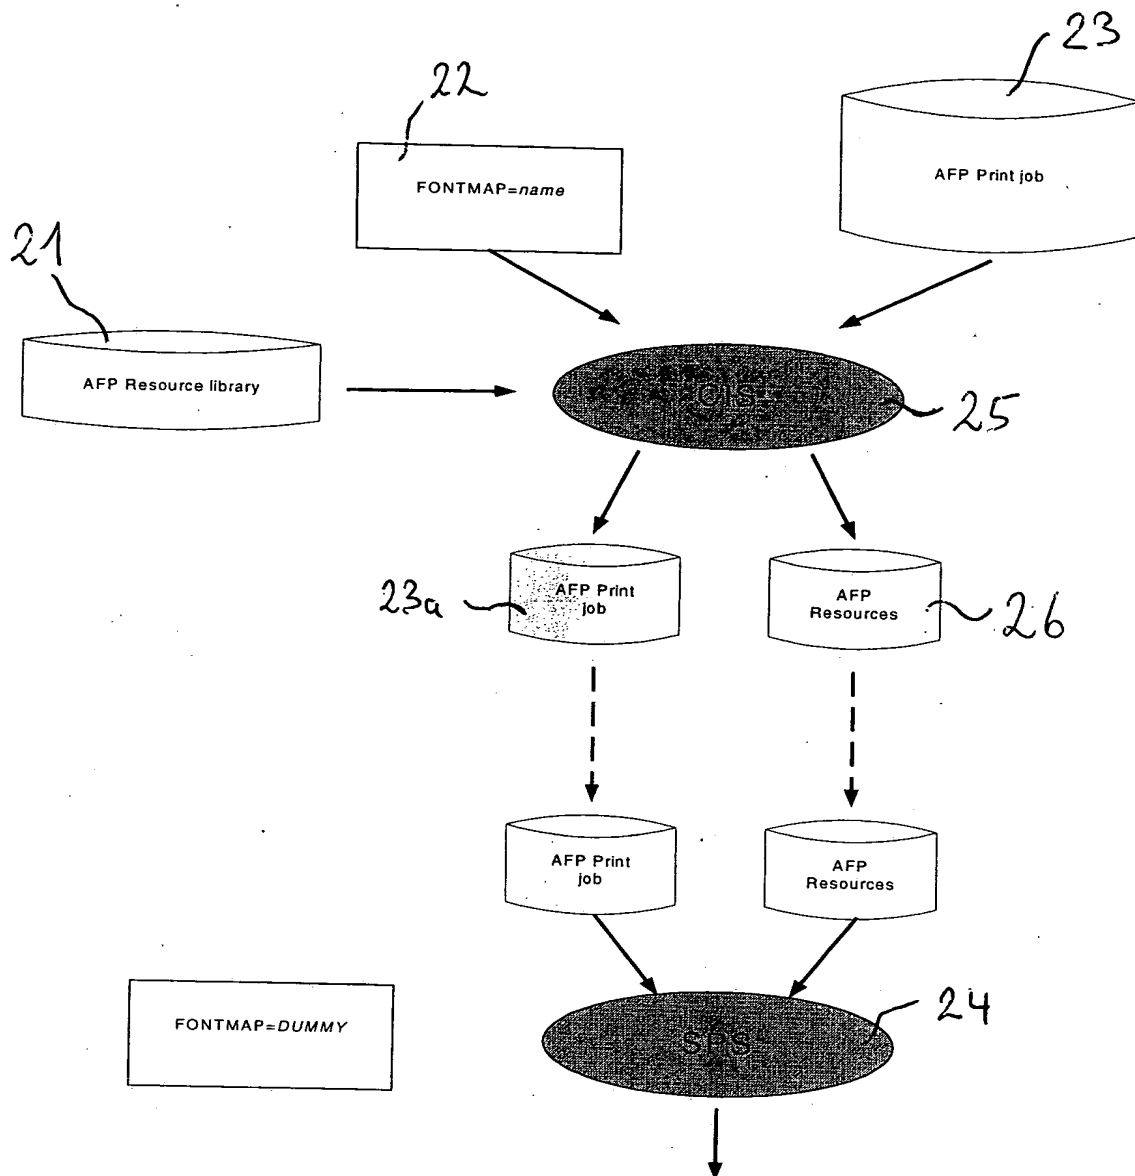 23
22
AFP Print job
FONTMAP=name
21
AFP Resource library
CIS
25
AFP Print
job
AFP
Resources
23a
26
AFP Print
job
AFP
Resources
24
FONTMAP=DUMMY
SPS